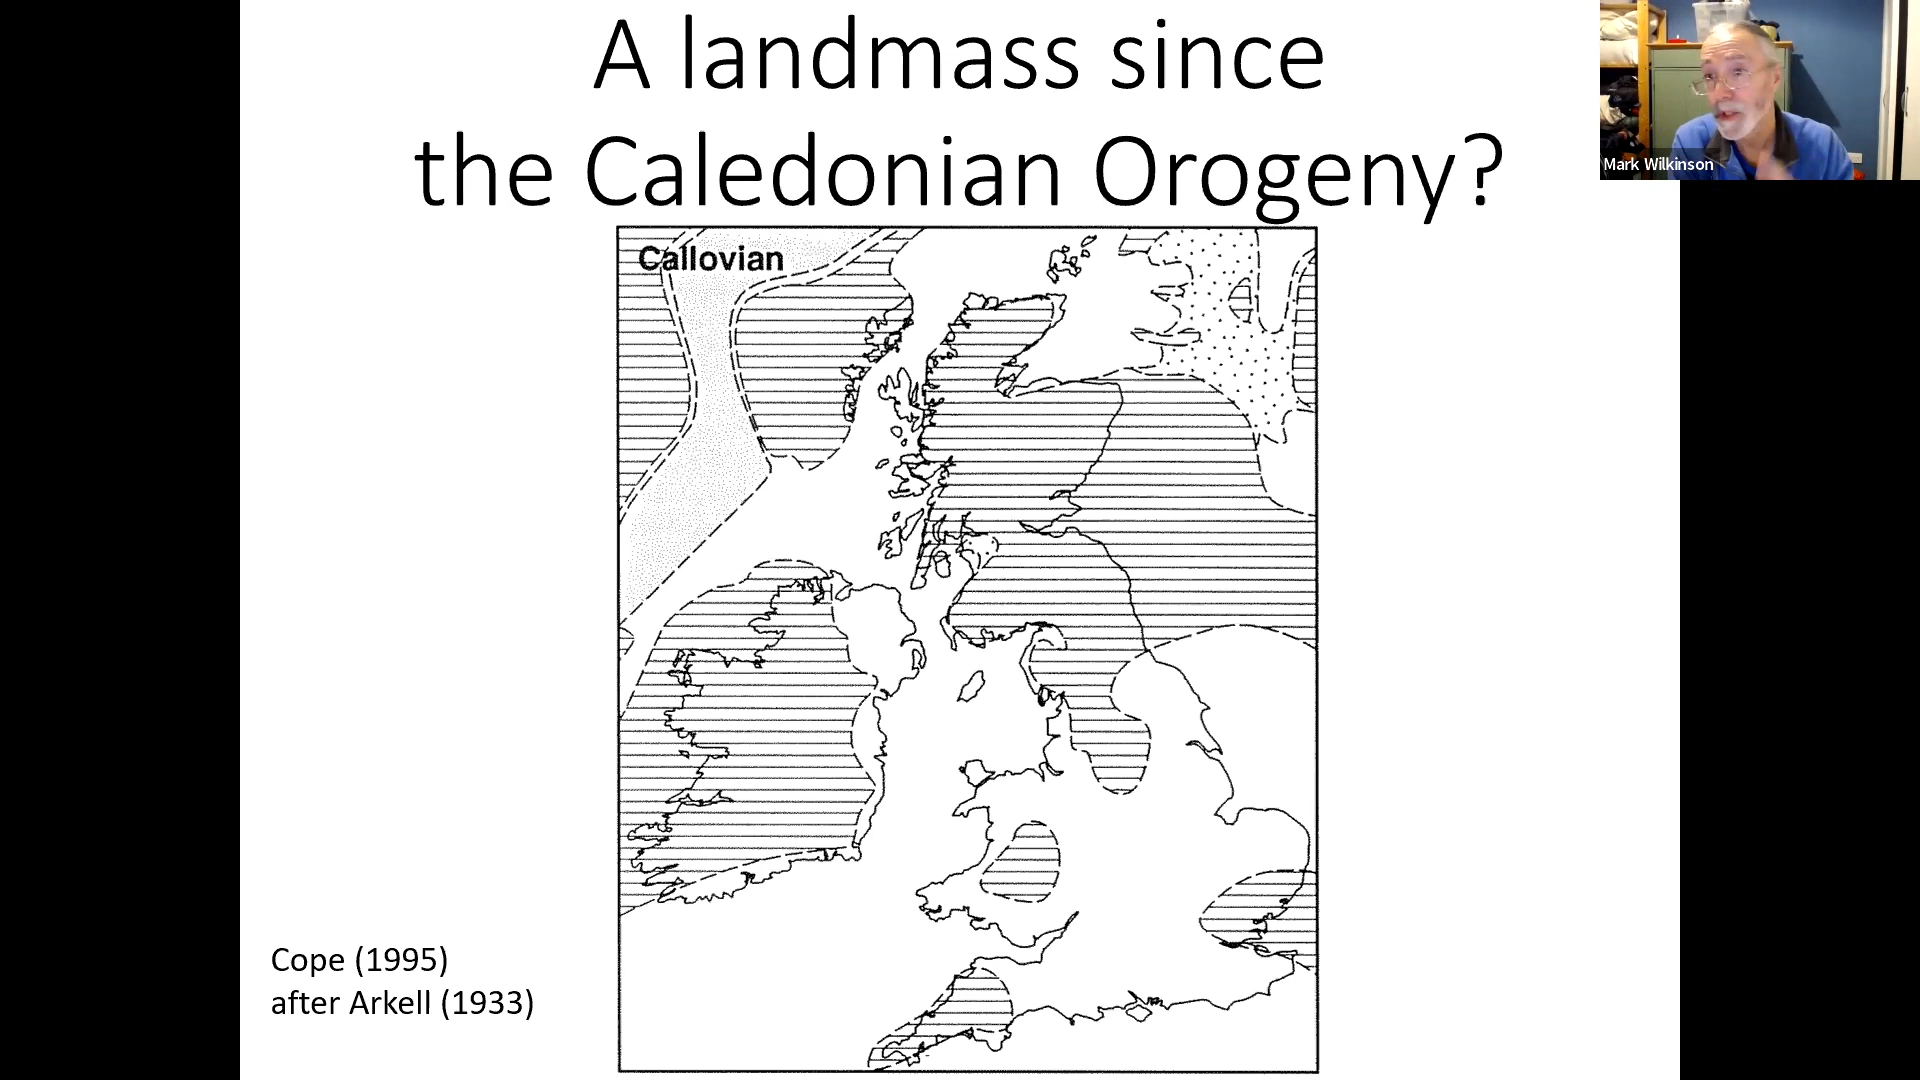 A landmass since
the Caledonian Orogeny?
Mark Wilkinson
Callovian
Cope (1995)
after Arkell (1933)